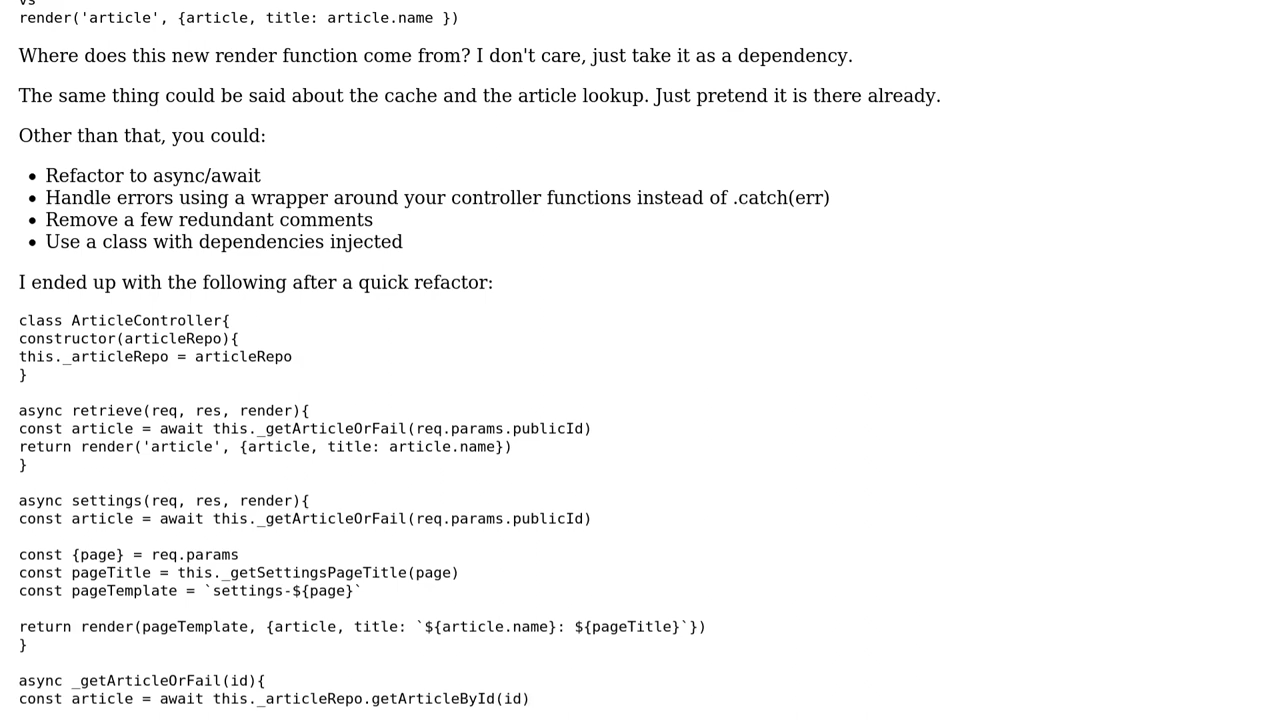 vs
render('article', {article, title: article.name })
Where does this new render function come from? I don't care, just take it as a dependency.
The same thing could be said about the cache and the article lookup. Just pretend it is there already.
Other than that, you could:
• Refactor to async/await
• Handle errors using a wrapper around your controller functions instead of .catch(err)
• Remove a few redundant comments
• Use a class with dependencies injected
I ended up with the following after a quick refactor:
class ArticleController{
constructor(articleRepo){
this._articleRepo = articleRepo
}
async retrieve(req, res, render){
const article = await this._getArticleOrFail(req.params.publicId)
return render('article', {article, title: article.name})
}
async settings(req, res, render){
const article = await this._getArticleOrFail(req.params.publicId)
const {page} = req.params
const pageTitle = this._getSettingsPageTitle(page)
const pageTemplate = `settings-${page}`
return render(pageTemplate, {article, title: `${article.name}: ${pageTitle}`})
}
async _getArticleOrFail(id){
const article = await this._articleRepo.getArticleById(id)